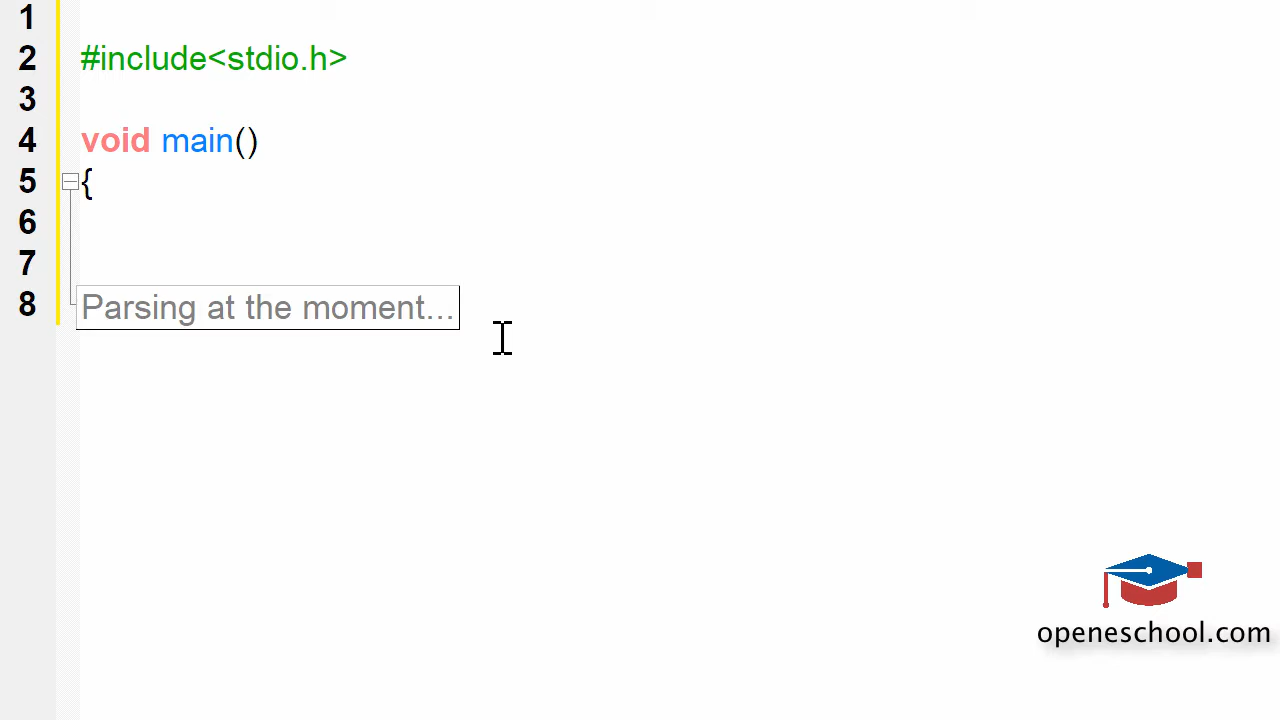 1
2 #include<stdio.h>
3
4 void main()
5 {
6
7
8 Parsing at the moment...
openeschool.com